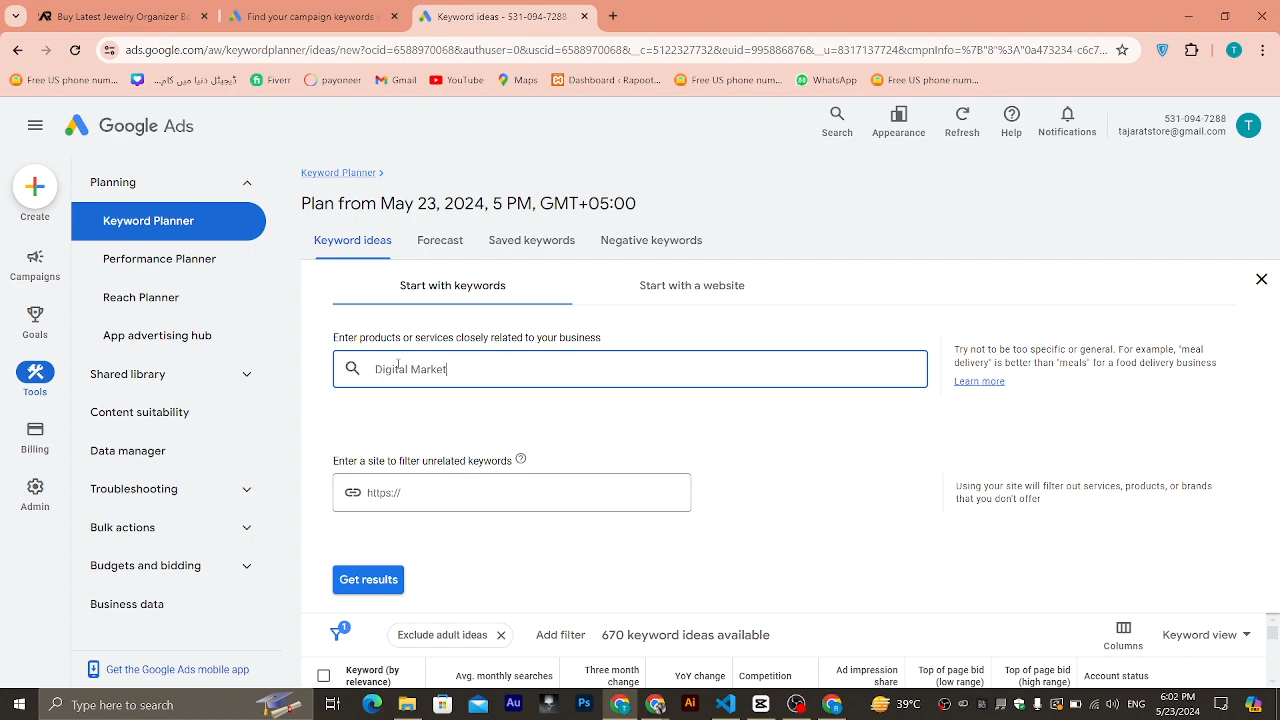 Buy Latest Jewelry Organizer Bo
Find your campaign keywords w
Keyword ideas - 531-094-7288
ads.google.com/aw/keywordplanner/ideas/new?ocid=6588970068&authuser=0&uscid=6588970068&__c=5122327732&euid=995886876&__u=8317137724&cmpnInfo=%7B"8"%3A"0a473234-c6c7...
T
Free US phone num...
Fiverr
payoneer
Gmail
YouTube
Maps
Dashboard ‹ Rapoot...
Free US phone num...
WhatsApp
Free US phone num...
Google Ads
Search
Appearance
Refresh
Help
Notifications
531-094-7288
tajaratstore@gmail.com
T
Create
Campaigns
Goals
Tools
Billing
Admin
Planning
Keyword Planner
Performance Planner
Reach Planner
App advertising hub
Shared library
Content suitability
Data manager
Troubleshooting
Bulk actions
Budgets and bidding
Business data
Get the Google Ads mobile app
Keyword Planner
Plan from May 23, 2024, 5 PM, GMT+05:00
Keyword ideas
Forecast
Saved keywords
Negative keywords
Start with keywords
Start with a website
Enter products or services closely related to your business
Digital Market
Try not to be too specific or general. For example, "meal
delivery" is better than "meals" for a food delivery business
Learn more
Enter a site to filter unrelated keywords
https://
Using your site will filter out services, products, or brands
that you don't offer
Get results
1
Exclude adult ideas
Add filter
670 keyword ideas available
Columns
Keyword view
Keyword (by
relevance)
Avg. monthly searches
Three month
change
YoY change
Competition
Ad impression
share
Top of page bid
(low range)
Top of page bid
(high range)
Account status
Type here to search
39°C
ENG
6:02 PM
5/23/2024